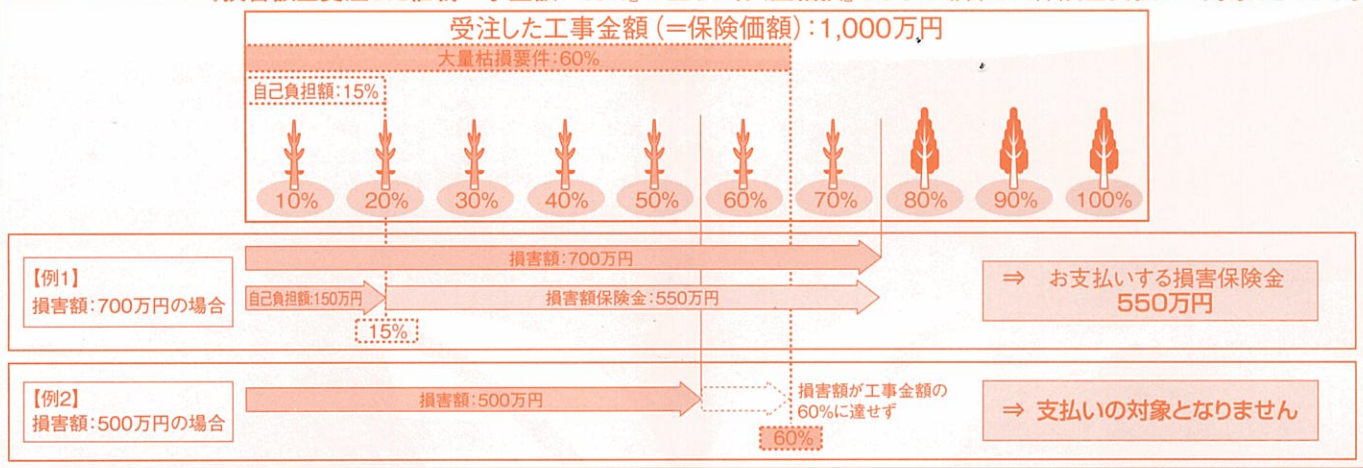 受注した工事金額(=保険価額):1,000万円
大量枯損要件:60%
自己負担額:15%
10% 20% 30% 40% 50% 60% 70% 80% 90% 100%
【例1】
損害額:700万円の場合
損害額:700万円
自己負担額:150万円
損害額保険金:550万円
15%
⇒ お支払いする損害保険金
550万円
【例2】
損害額:500万円の場合
損害額:500万円
損害額が工事金額の
60%に達せず
60%
⇒ 支払いの対象となりません